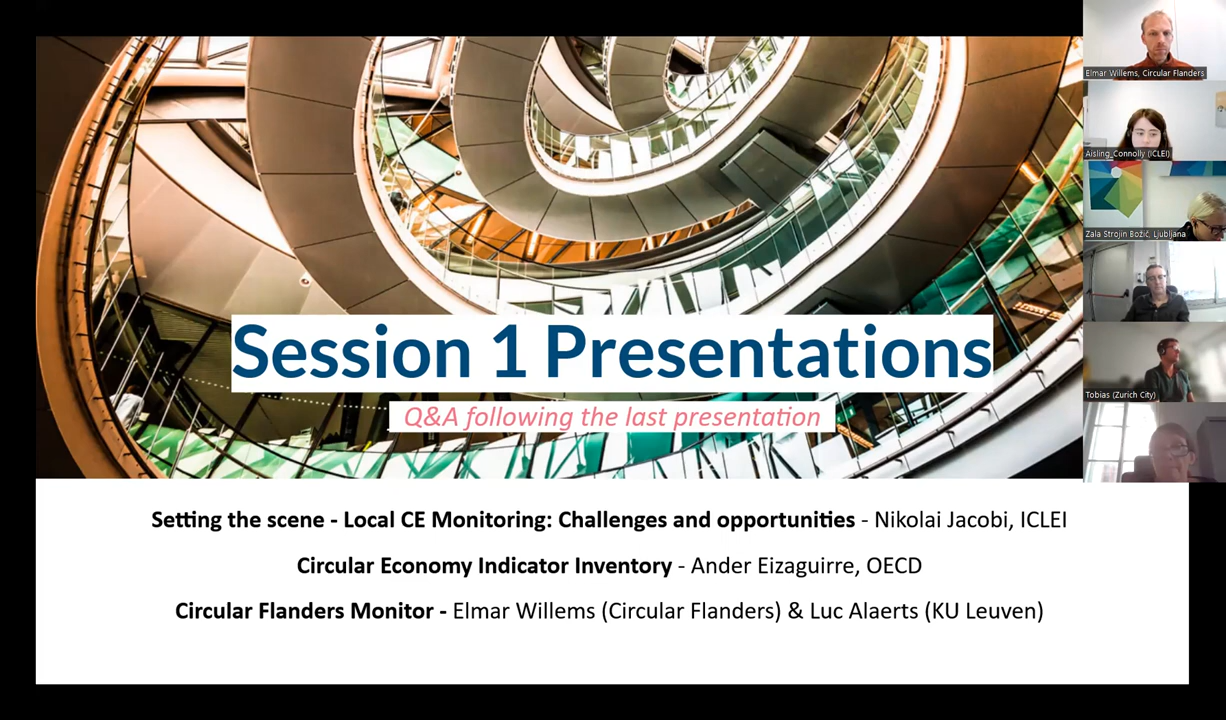 Session 1 Presentations
Q&A following the last presentation
Setting the scene - Local CE Monitoring: Challenges and opportunities - Nikolai Jacobi, ICLEI
Circular Economy Indicator Inventory - Ander Eizaguirre, OECD
Circular Flanders Monitor - Elmar Willems (Circular Flanders) & Luc Alaerts (KU Leuven)
Elmar Willems, Circular Flanders
Aisling_Connolly (ICLEI)
Zala Strojin Božič, Ljubljana
Tobias (Zurich City)